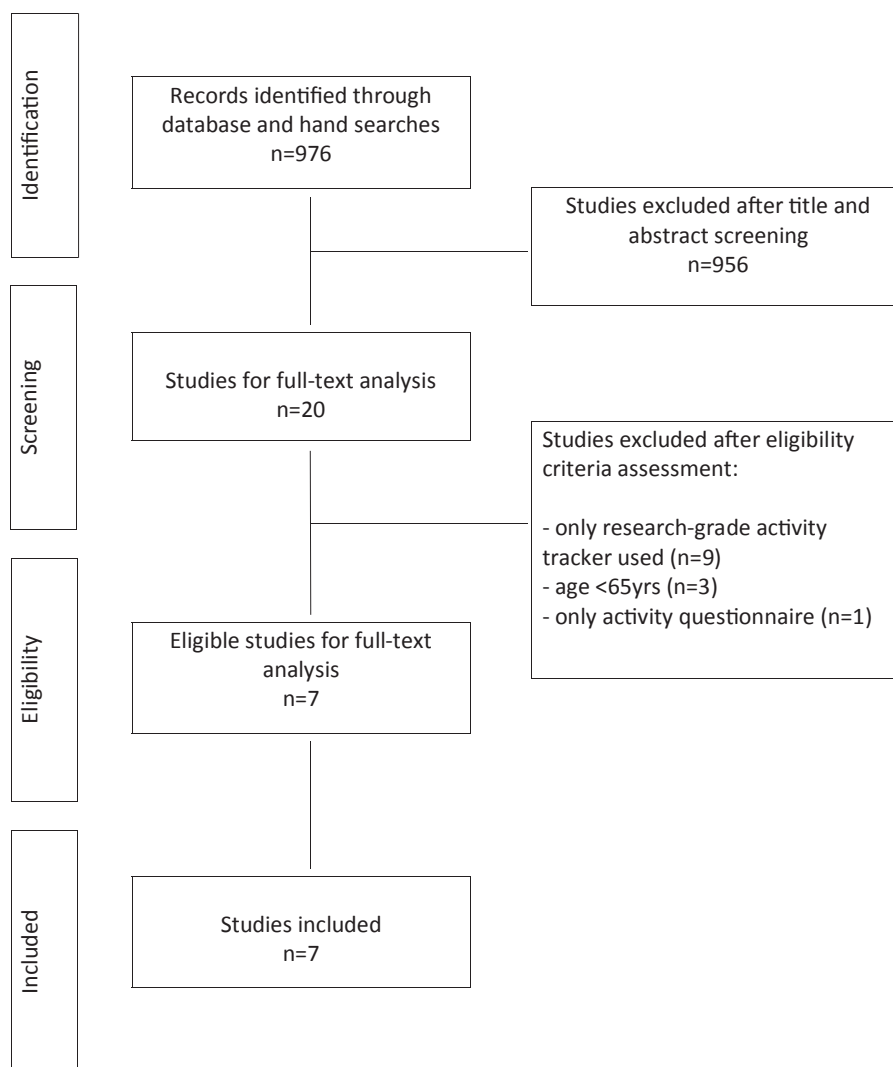 Identification
Records identified through
database and hand searches
n=976
Studies excluded after title and
abstract screening
n=956
Screening
Studies for full-text analysis
n=20
Studies excluded after eligibility
criteria assessment:
- only research-grade activity
tracker used (n=9)
- age <65yrs (n=3)
- only activity questionnaire (n=1)
Eligibility
Eligible studies for full-text
analysis
n=7
Included
Studies included
n=7